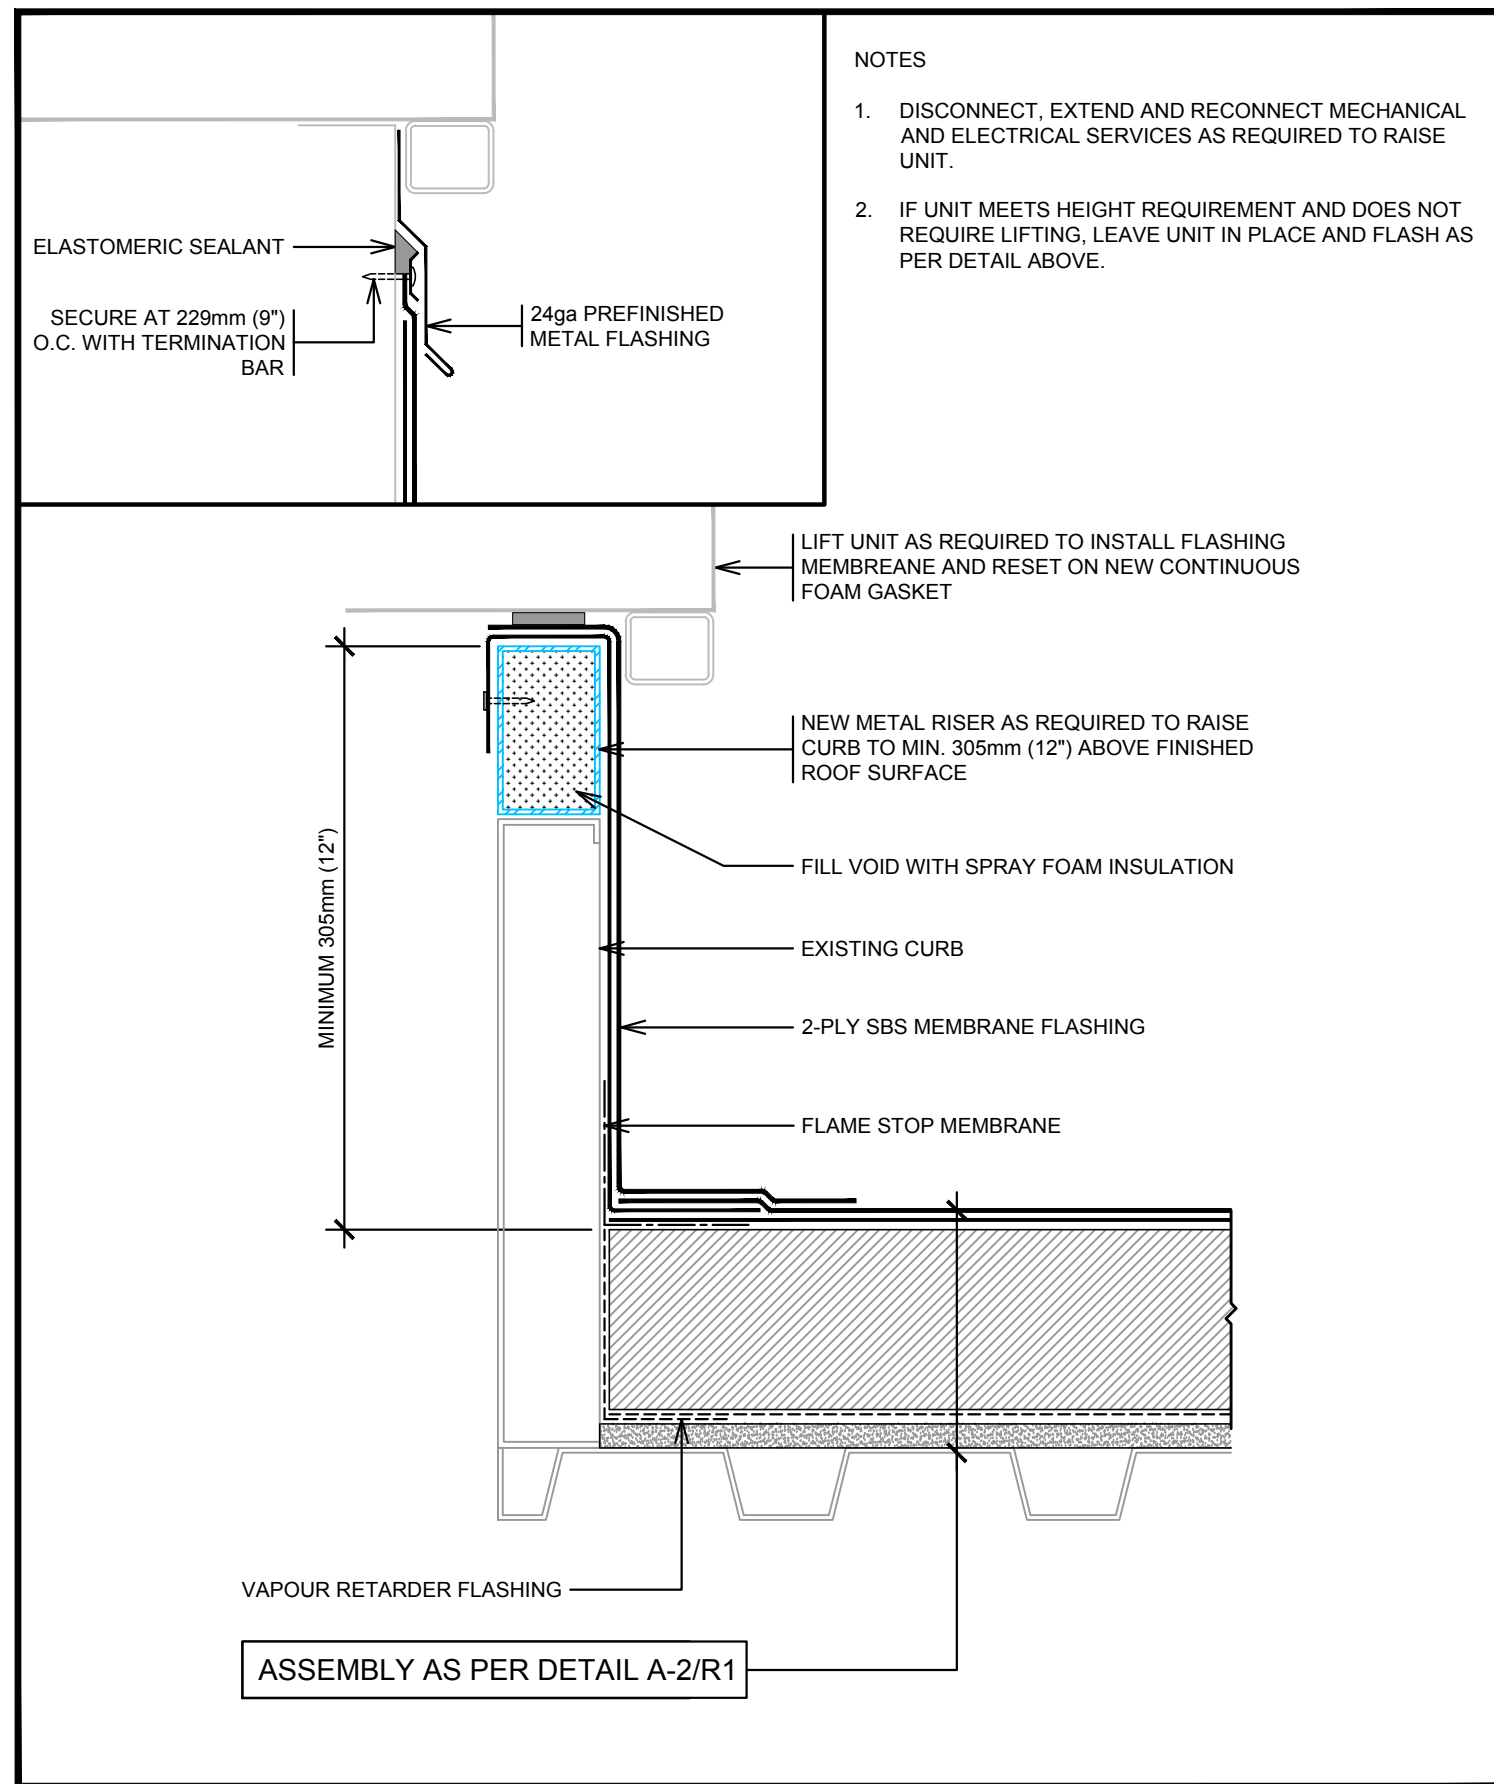 NOTES
1. DISCONNECT, EXTEND AND RECONNECT MECHANICAL
AND ELECTRICAL SERVICES AS REQUIRED TO RAISE
UNIT.
2. IF UNIT MEETS HEIGHT REQUIREMENT AND DOES NOT
REQUIRE LIFTING, LEAVE UNIT IN PLACE AND FLASH AS
PER DETAIL ABOVE.
ELASTOMERIC SEALANT
SECURE AT 229mm (9")
O.C. WITH TERMINATION
BAR
24ga PREFINISHED
METAL FLASHING
LIFT UNIT AS REQUIRED TO INSTALL FLASHING
MEMBREANE AND RESET ON NEW CONTINUOUS
FOAM GASKET
NEW METAL RISER AS REQUIRED TO RAISE
CURB TO MIN. 305mm (12") ABOVE FINISHED
ROOF SURFACE
FILL VOID WITH SPRAY FOAM INSULATION
MINIMUM 305mm (12")
EXISTING CURB
2-PLY SBS MEMBRANE FLASHING
FLAME STOP MEMBRANE
VAPOUR RETARDER FLASHING
ASSEMBLY AS PER DETAIL A-2/R1